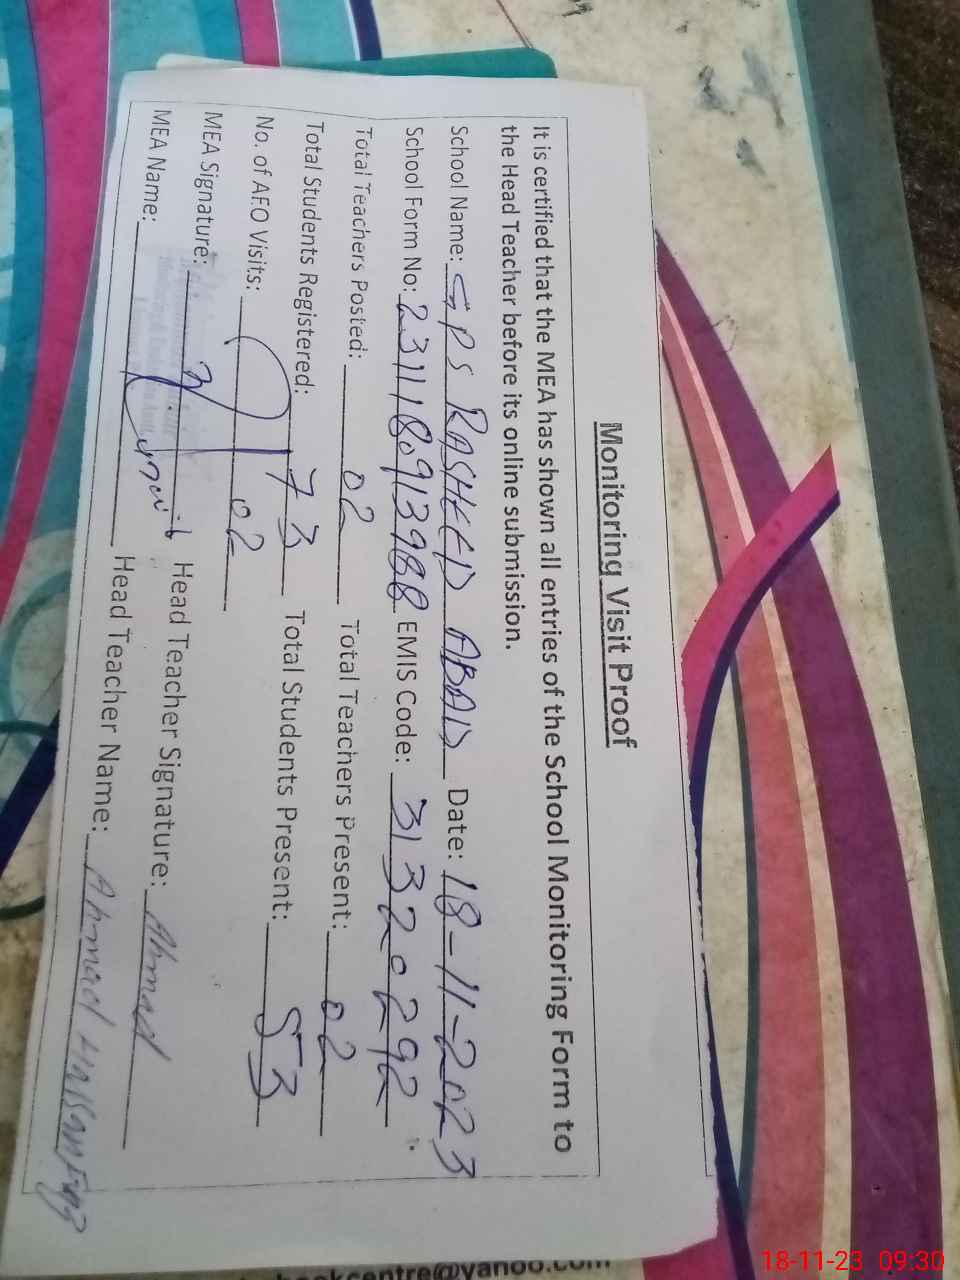 Monitoring Visit Proof
It is certified that the MEA has shown all entries of the School Monitoring Form to
the Head Teacher before its online submission.
School Name: GPS RASHEED ABAD Date: 18-11-2023
School Form No: EMIS Code: 31320292
Total Teachers Posted: 02 Total Teachers Present: 02
Total Students Registered: 73 Total Students Present: 53
No. of AEO Visits: 02
MEA Signature: Head Teacher Signature: Ahmad
MEA Name: Head Teacher Name: Ahmad
bookcentre@yahoo.com
18-11-23 09:30